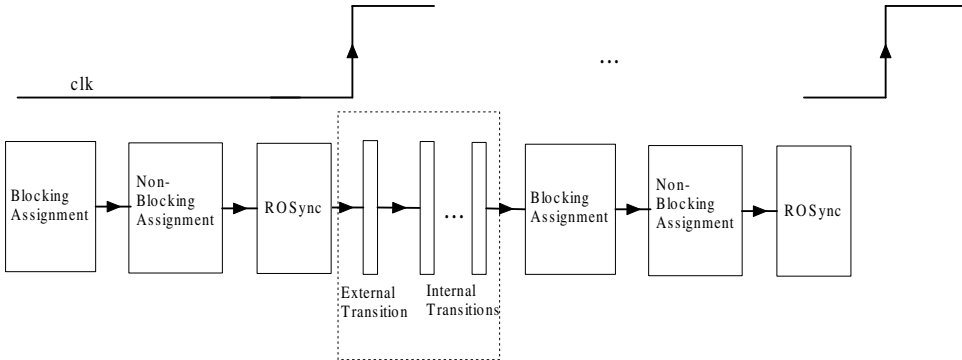 clk
...
Blocking
Assignment
Non-
Blocking
Assignment
ROSync
...
External
Transition
Internal
Transitions
Blocking
Assignment
Non-
Blocking
Assignment
ROSync